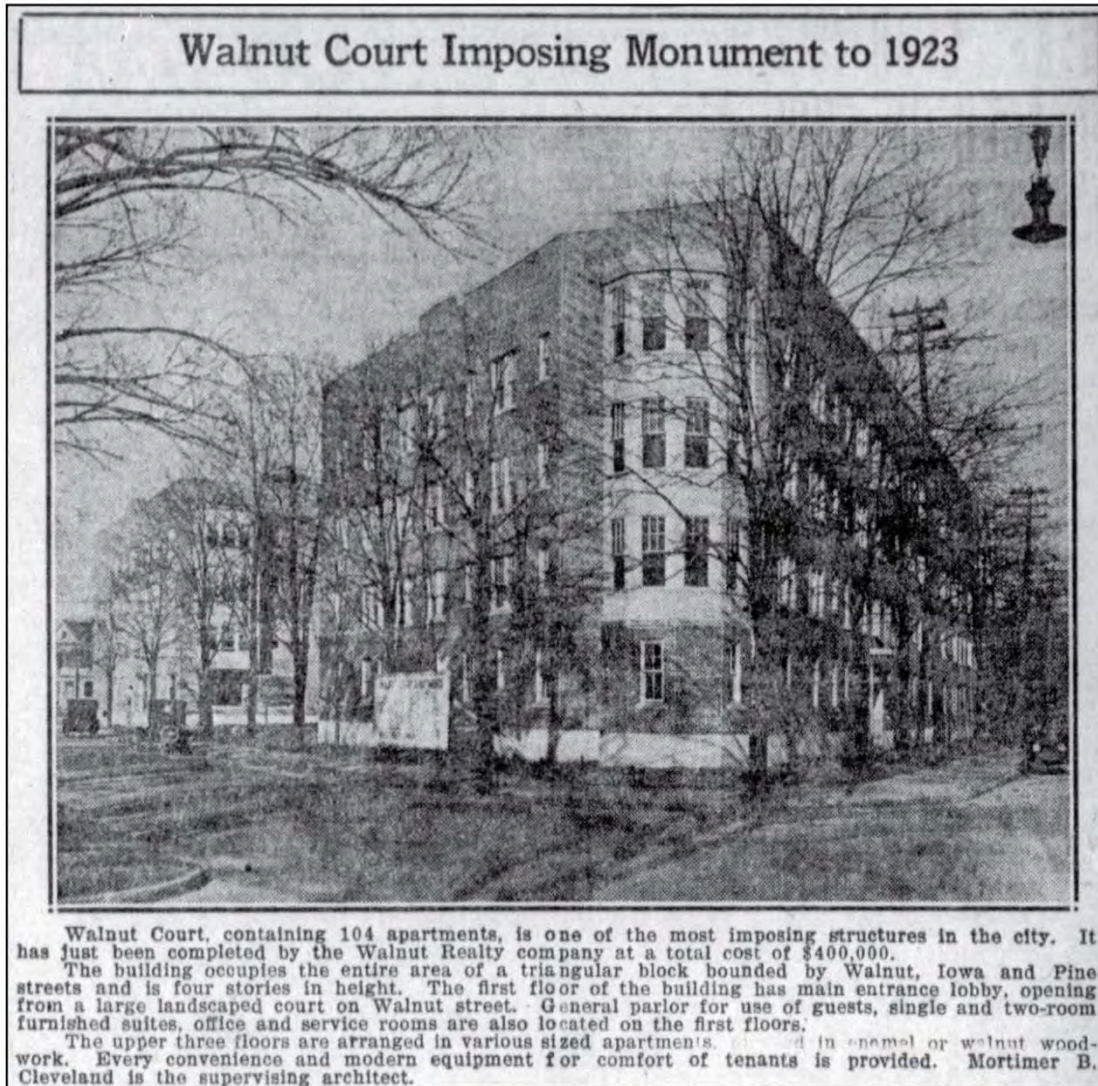 Walnut Court Imposing Monument to 1923
Walnut Court, containing 104 apartments, is one of the most imposing structures in the city. It
has just been completed by the Walnut Realty company at a total cost of $400,000.
The building occupies the entire area of a triangular block bounded by Walnut, Iowa and Pine
streets and is four stories in height. The first floor of the building has main entrance lobby, opening
from a large landscaped court on Walnut street. General parlor for use of guests, single and two-room
furnished suites, office and service rooms are also located on the first floors.
The upper three floors are arranged in various sized apartments, in enamel or walnut wood-
work. Every convenience and modern equipment for comfort of tenants is provided. Mortimer B.
Cleveland is the supervising architect.